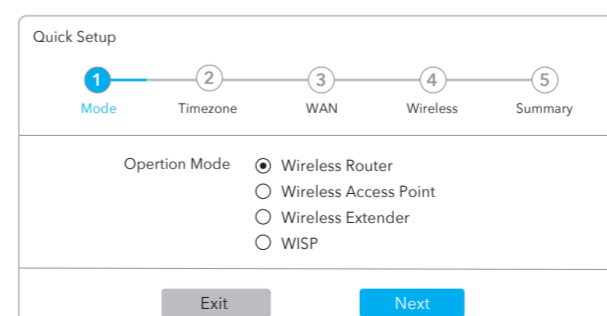 Quick Setup
1 2 3 4 5
Mode Timezone WAN Wireless Summary
Opertion Mode Wireless Router
Wireless Access Point
Wireless Extender
WISP
Exit Next